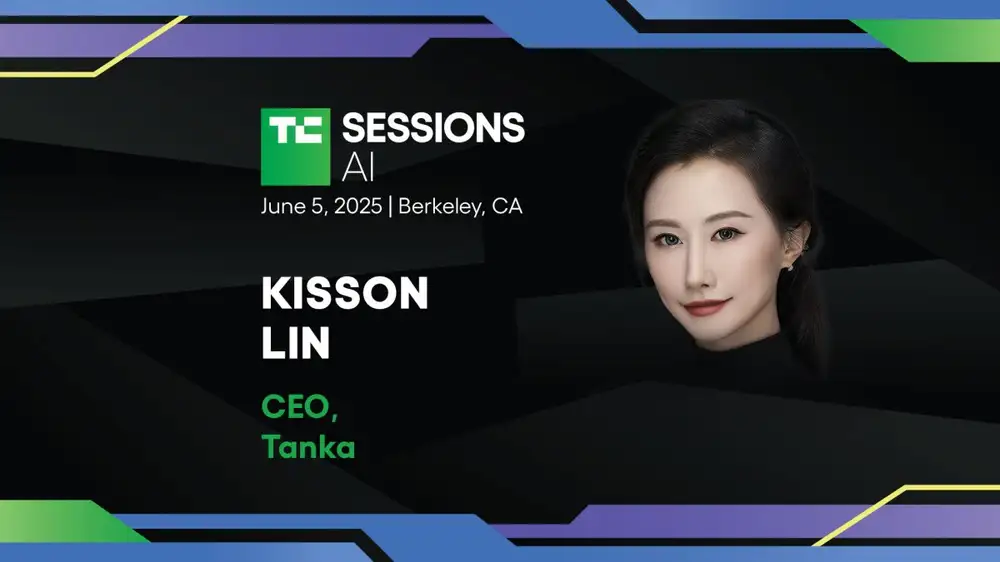 TC SESSIONS
AI
June 5, 2025 | Berkeley, CA
KISSON
LIN
CEO,
Tanka